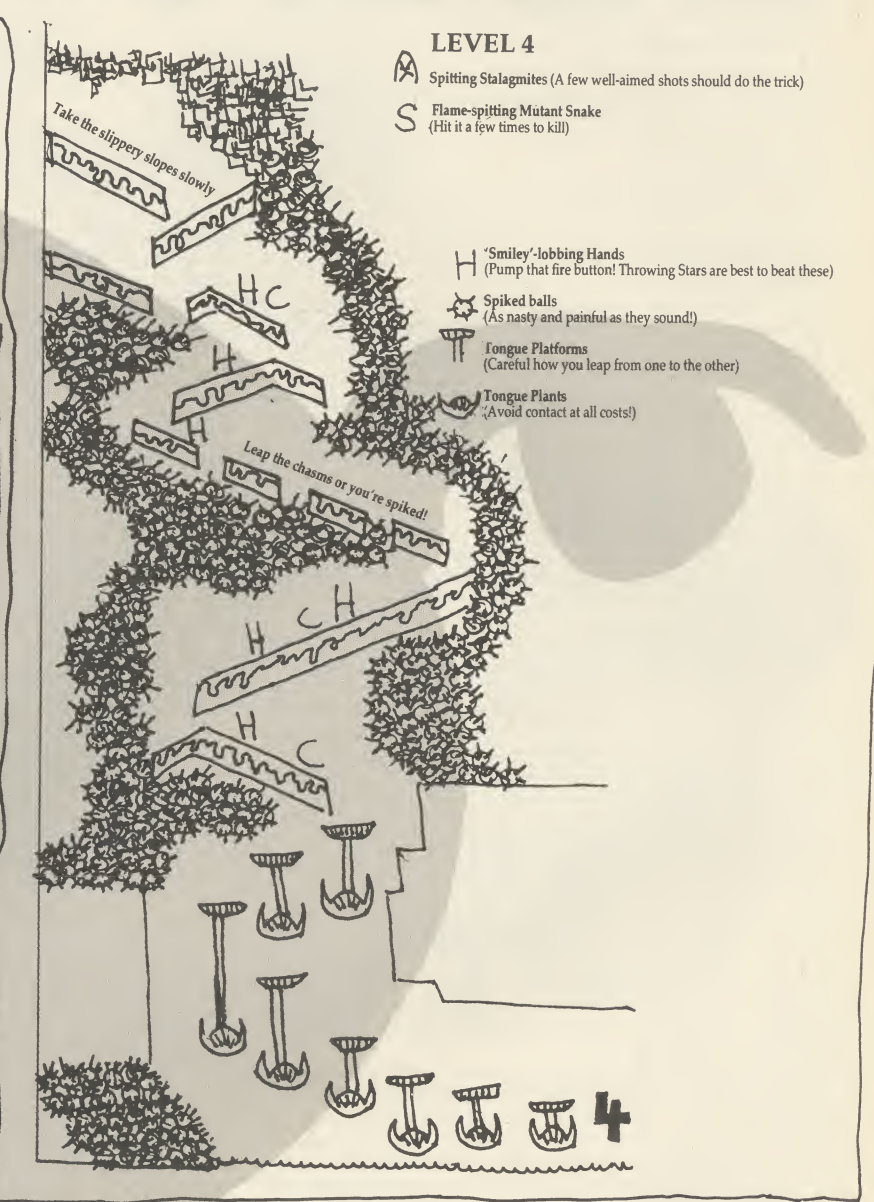 LEVEL 4
Spitting Stalagmites (A few well-aimed shots should do the trick)
S Flame-spitting Mutant Snake
(Hit it a few times to kill)
Take the slippery slopes slowly
H 'Smiley'-lobbing Hands
(Pump that fire button! Throwing Stars are best to beat these)
Spiked balls
(As nasty and painful as they sound!)
Tongue Platforms
(Careful how you leap from one to the other)
Tongue Plants
(Avoid contact at all costs!)
H C
H
H
Leap the chasms or you're spiked!
H C H
H
C
4